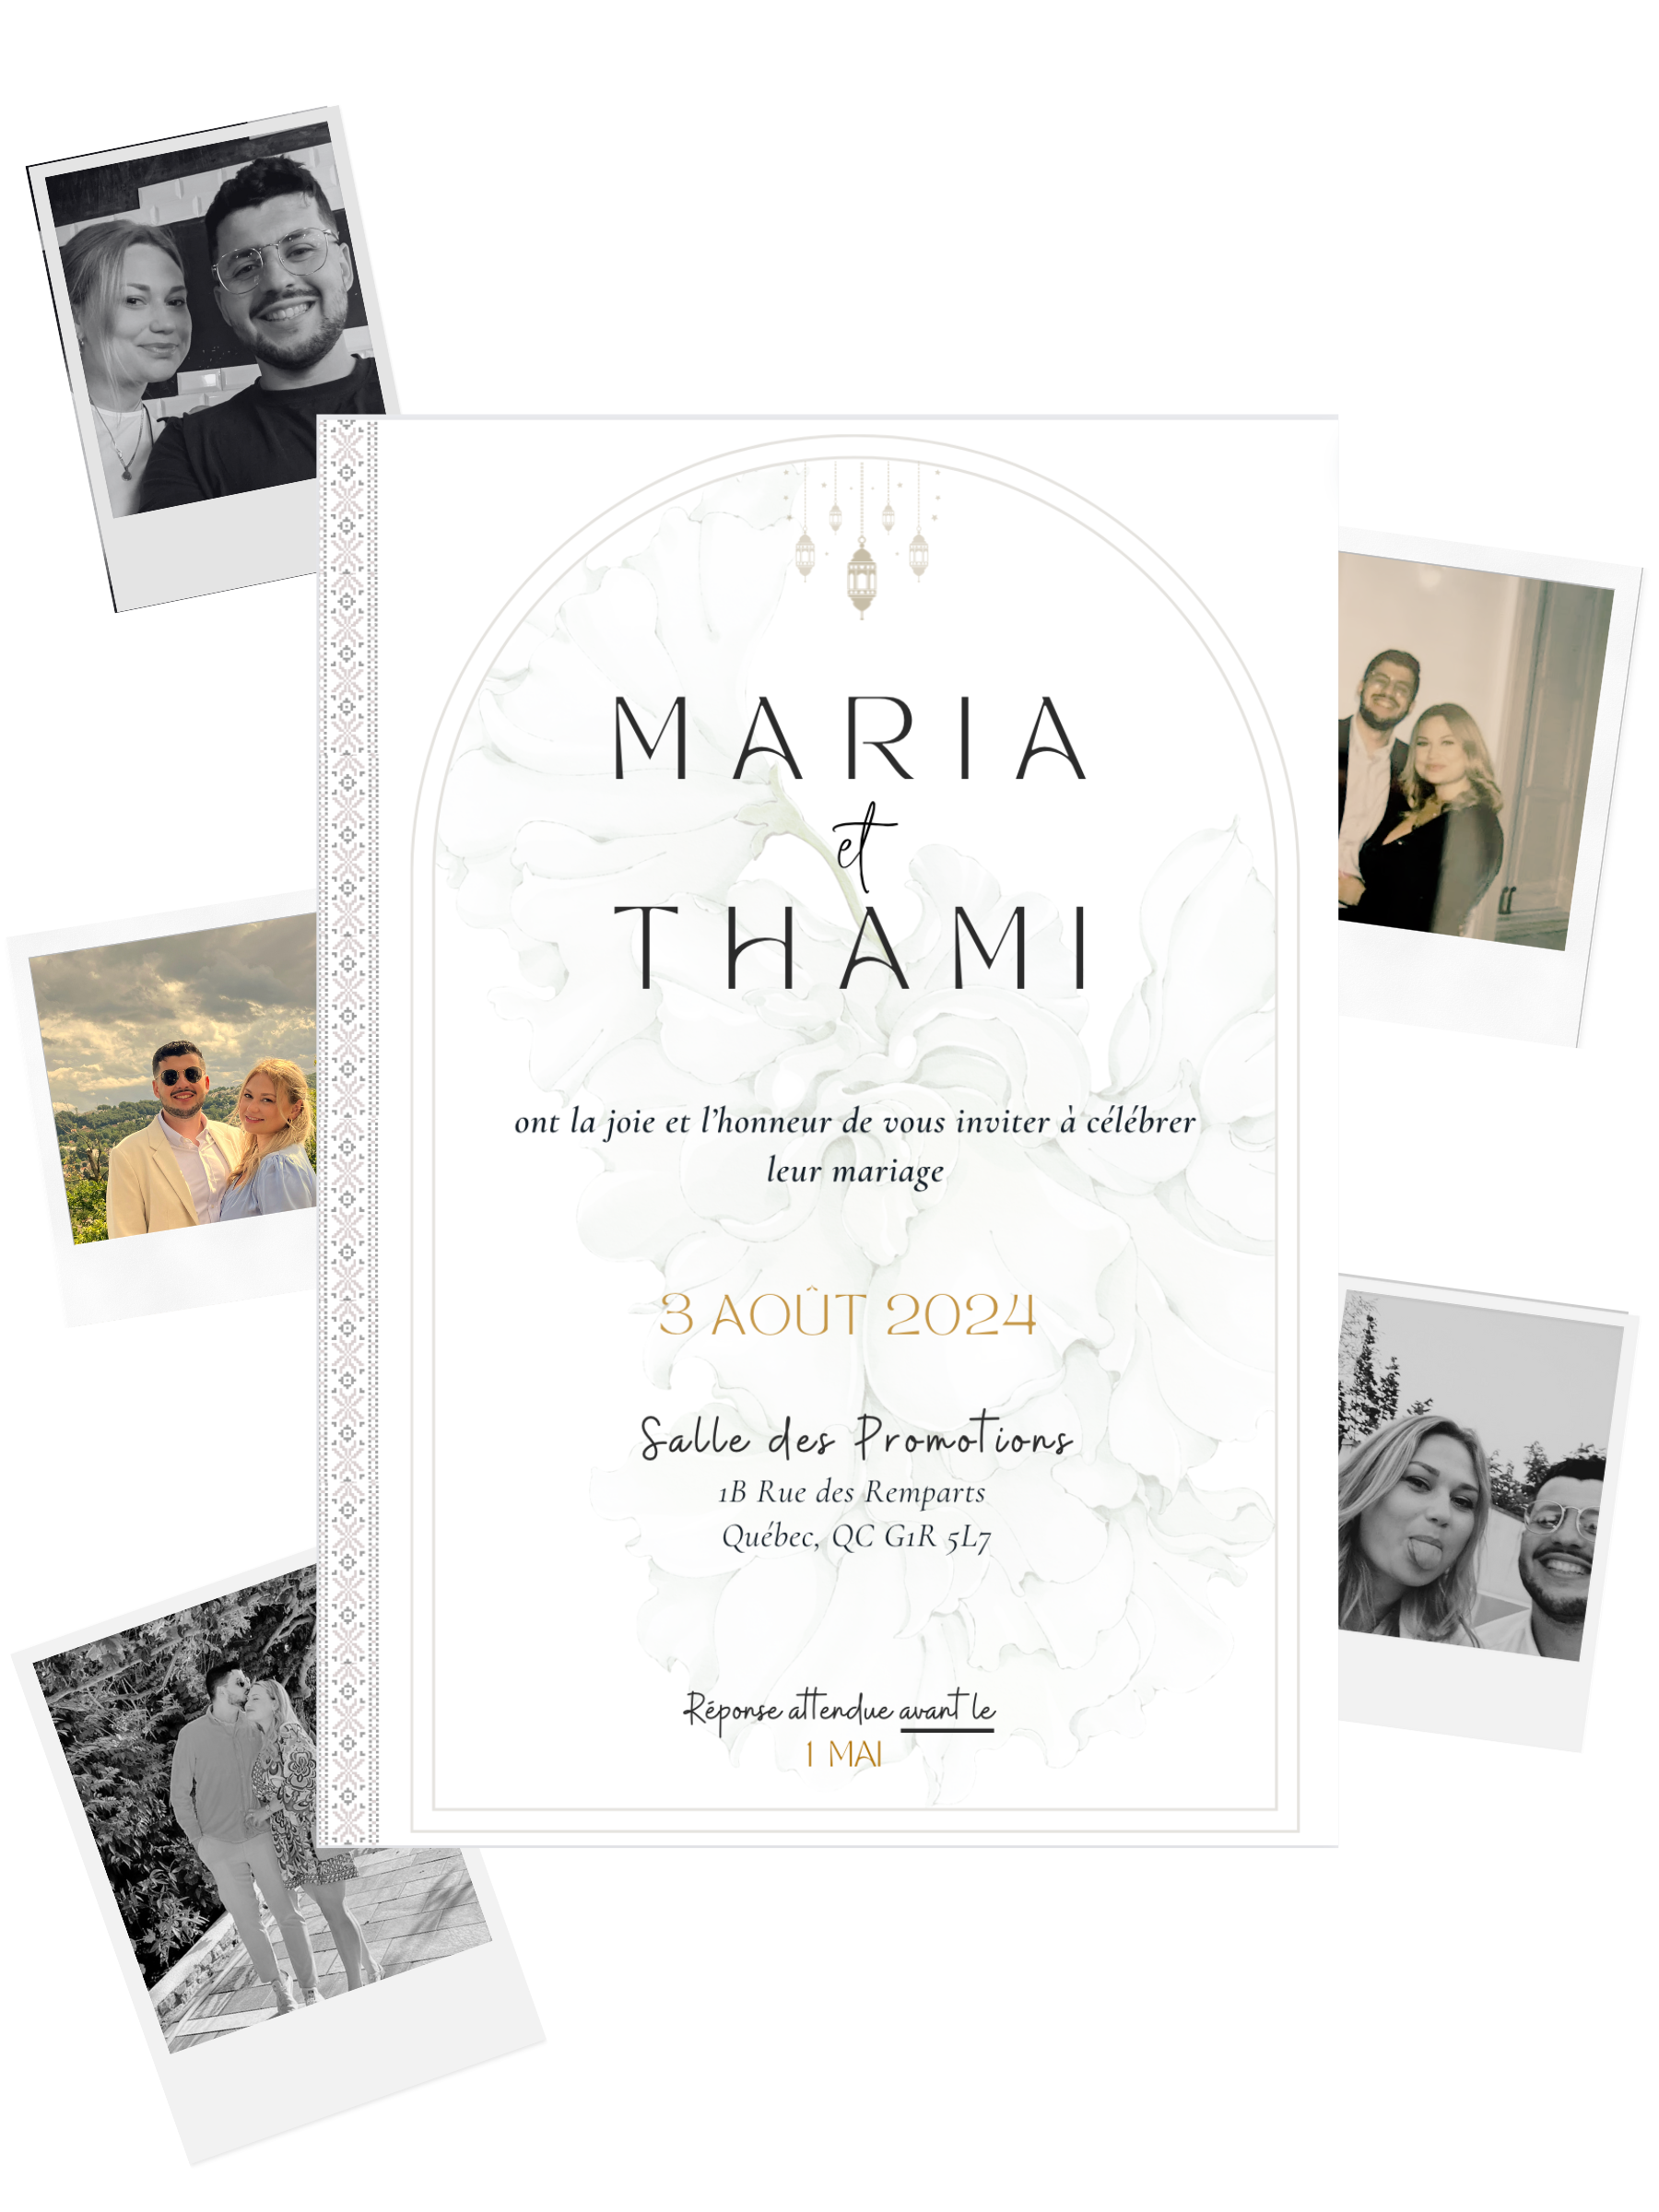 MARIA
et
THAMI
ont la joie et l'honneur de vous inviter à célébrer
leur mariage
3 AOÛT 2024
Salle des Promotions
1B Rue des Remparts
Québec, QC G1R 5L7
Réponse attendue avant le
1 MAI